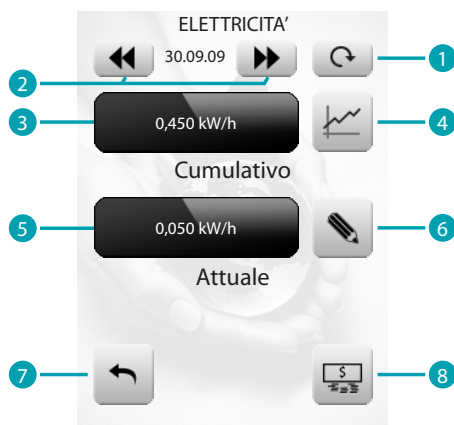 ELETTRICITA’
30.09.09
1
2
3
0,450 kW/h
4
Cumulativo
5
0,050 kW/h
6
Attuale
7
$
8